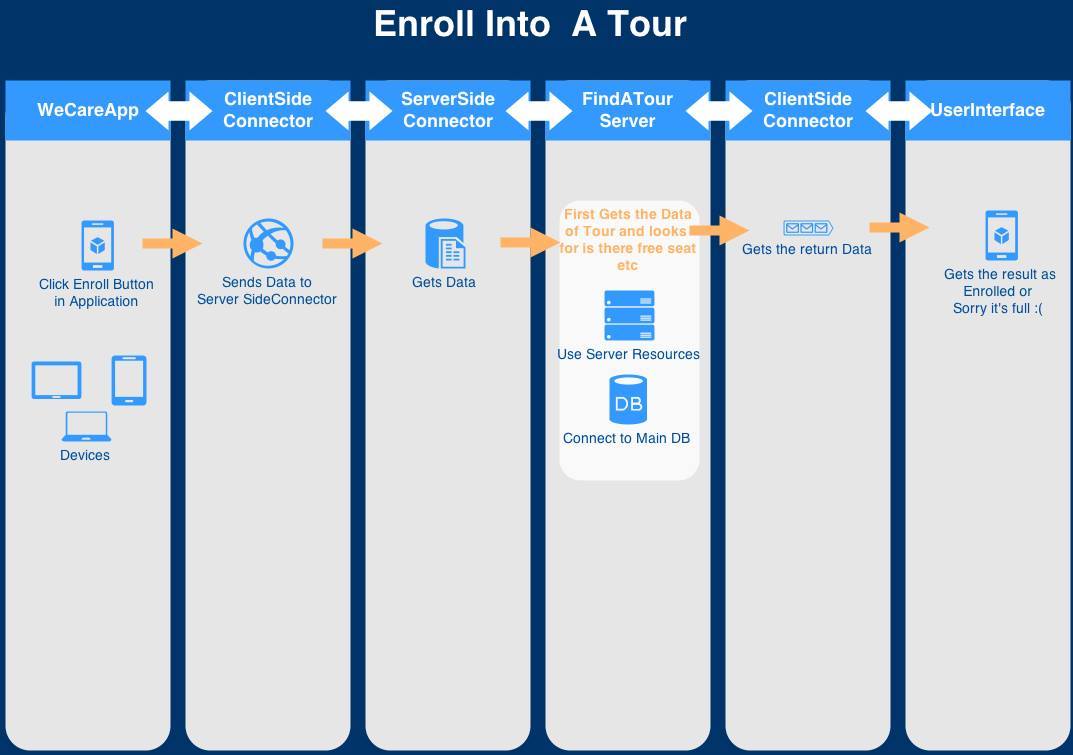 Enroll Into  A Tour
WeCareApp
ClientSide
Connector
ServerSide
Connector
FindATour
Server
ClientSide
Connector
UserInterface
Click Enroll Button
in Application
Devices
Sends Data to
Server SideConnector
Gets Data
First Gets the Data
of Tour and looks
for is there free seat
etc
Use Server Resources
DB
Connect to Main DB
Gets the return Data
Gets the result as
Enrolled or
Sorry it's full :(